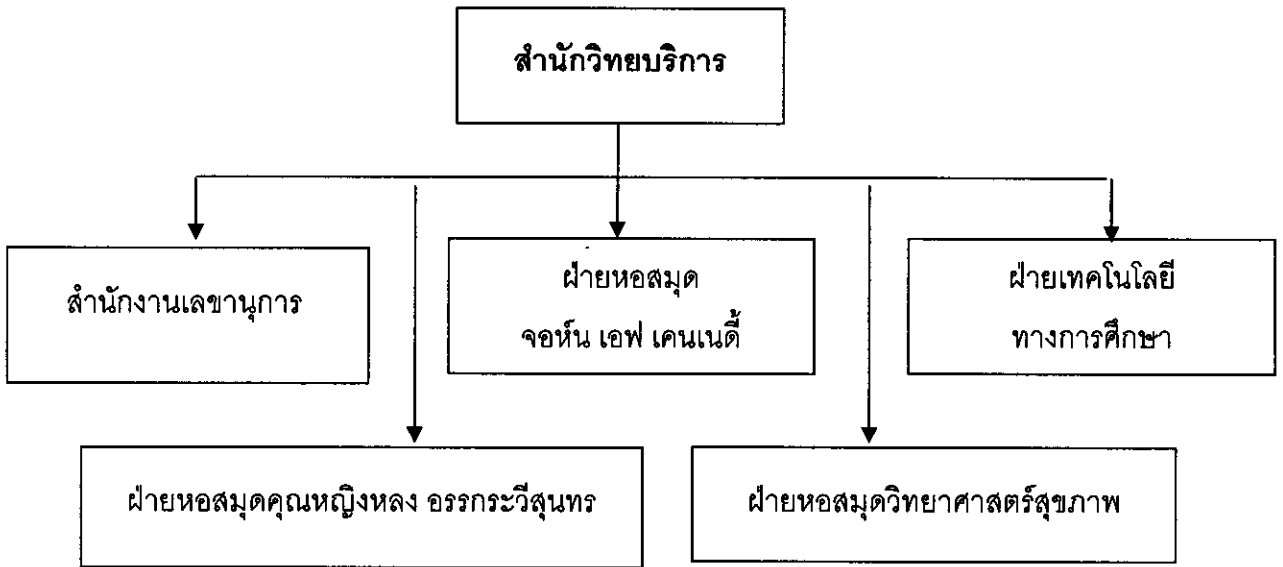 สำนักวิทยบริการ
สำนักงานเลขานุการ
ฝ่ายหอสมุด
จอห์น เอฟ เคนเนดี้
ฝ่ายเทคโนโลยี
ทางการศึกษา
ฝ่ายหอสมุดคุณหญิงหลง อรรกระวีสุนทร
ฝ่ายหอสมุดวิทยาศาสตร์สุขภาพ